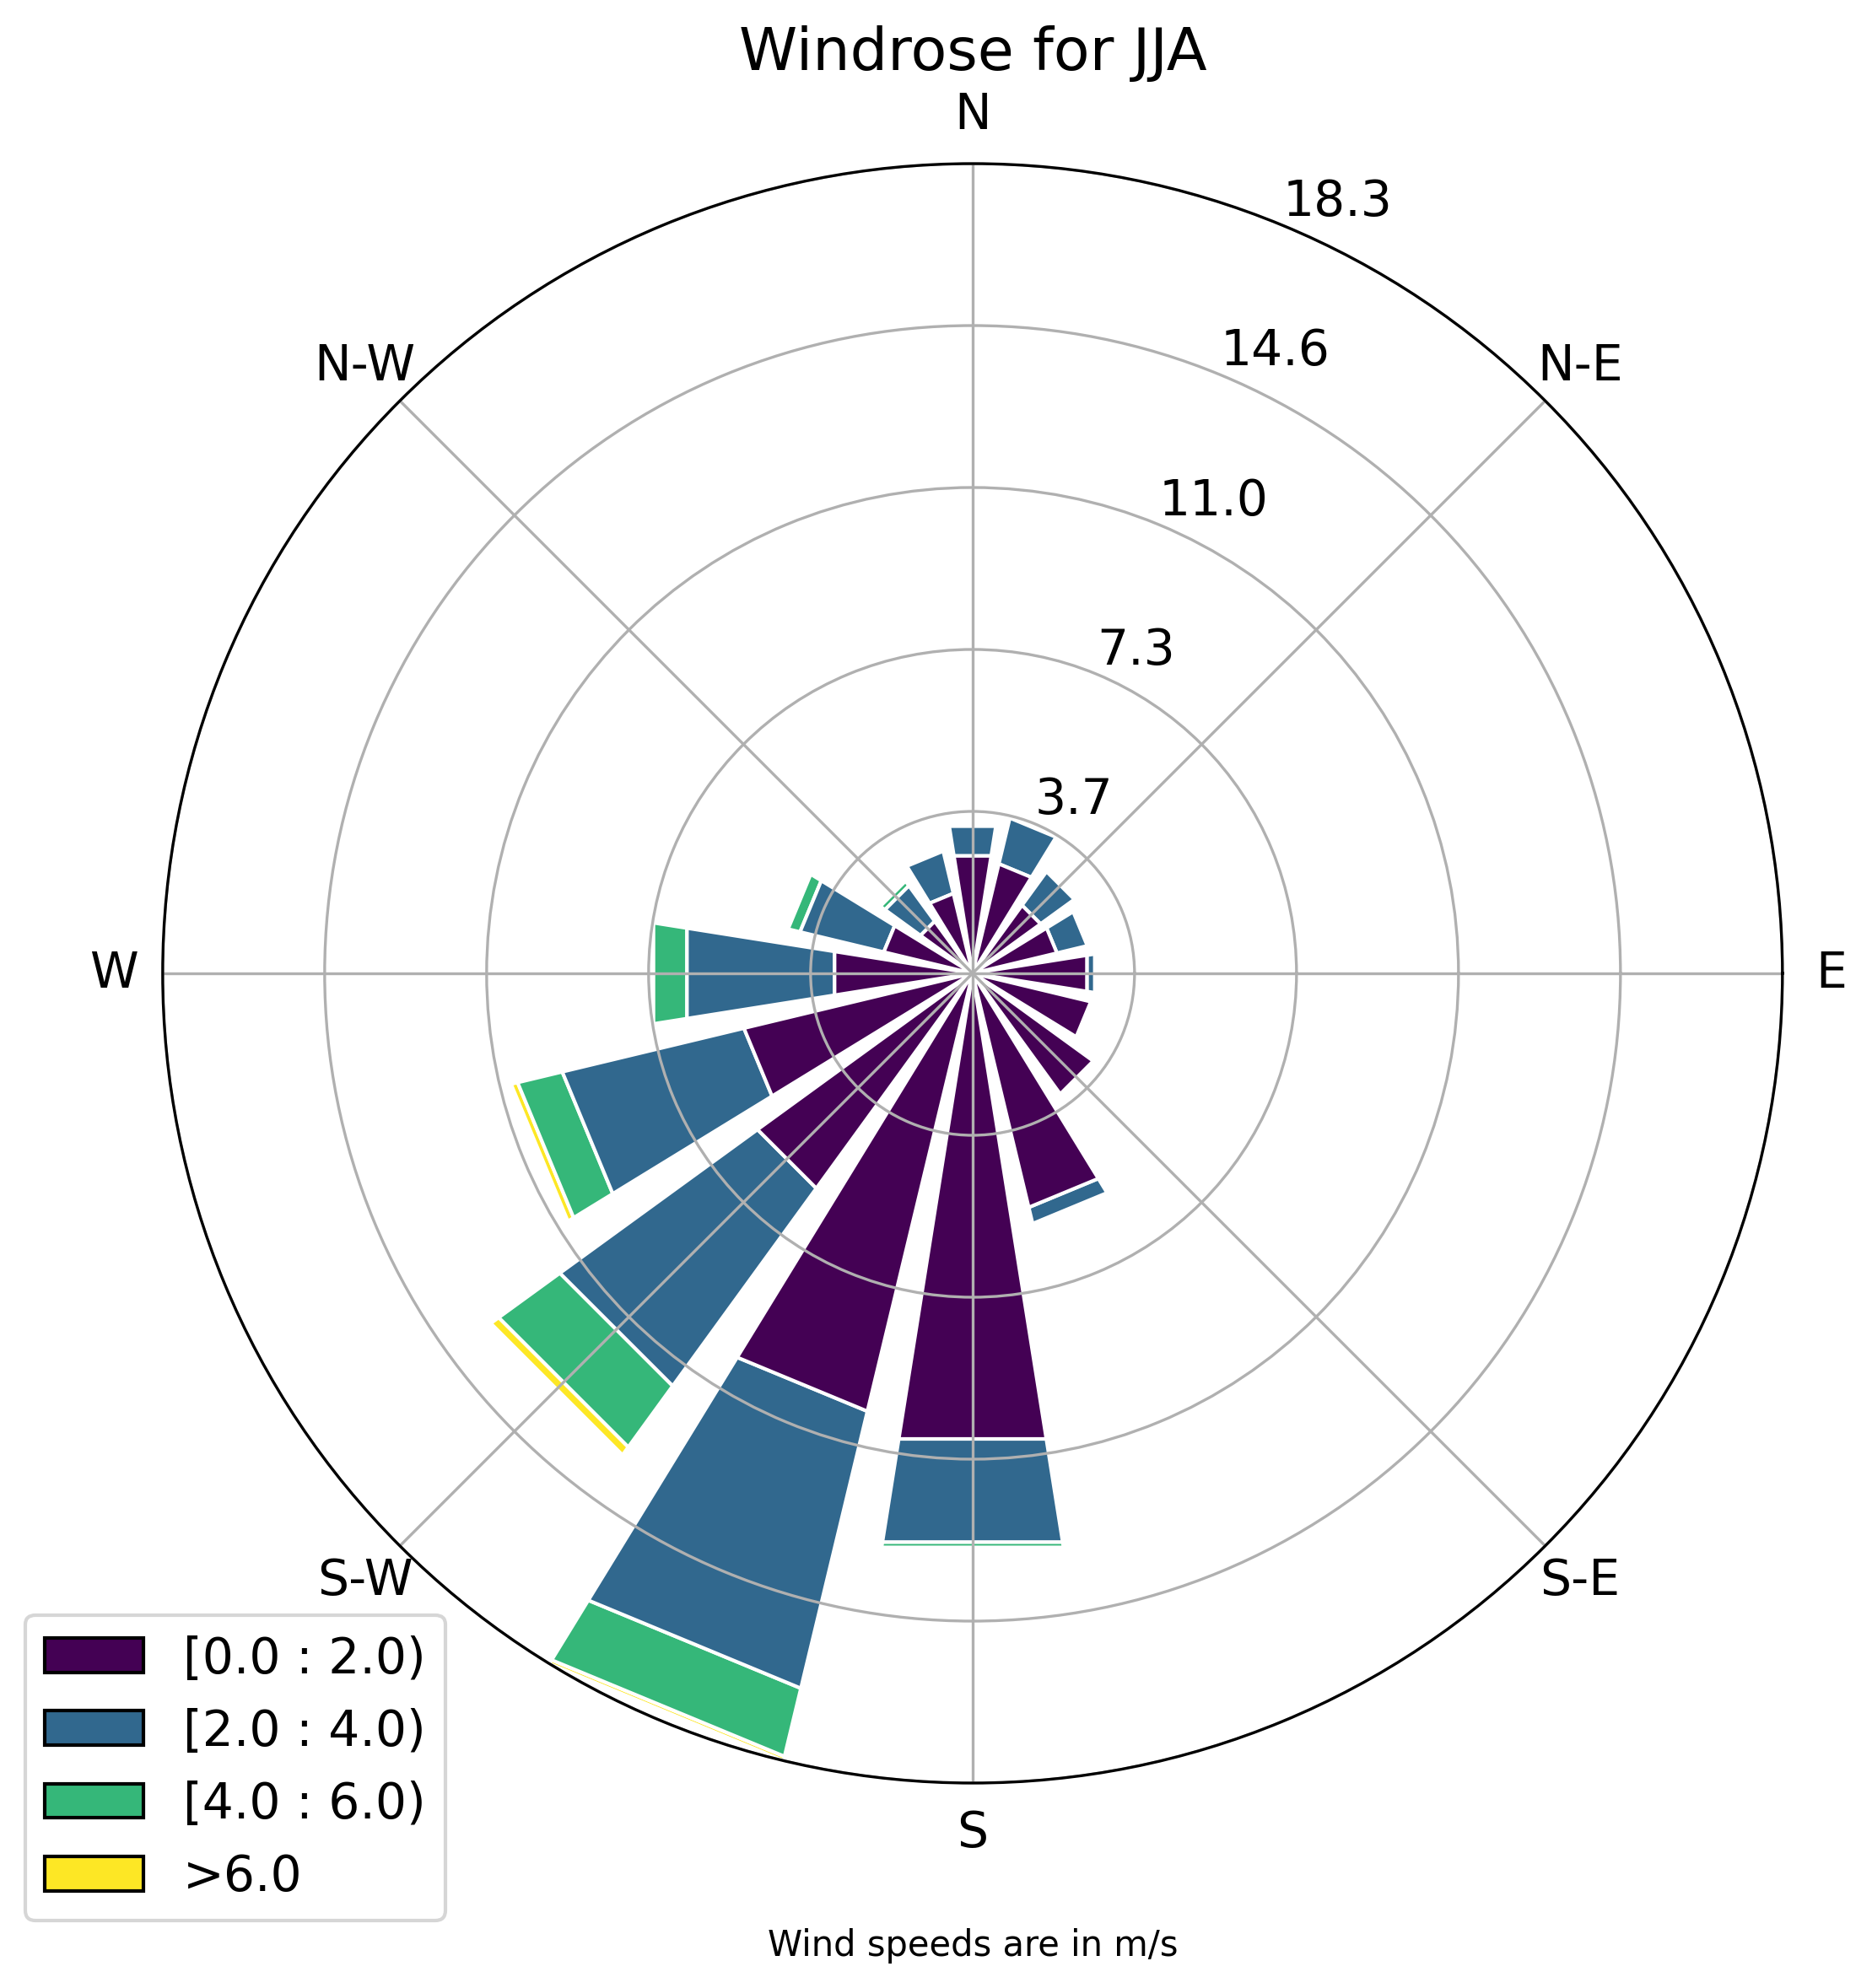 Windrose for JJA
N
18.3
14.6
N-W
N-E
11.0
7.3
3.7
W
E
S-W
S-E
[0.0 : 2.0)
[2.0 : 4.0)
[4.0 : 6.0)
>6.0
S
Wind speeds are in m/s